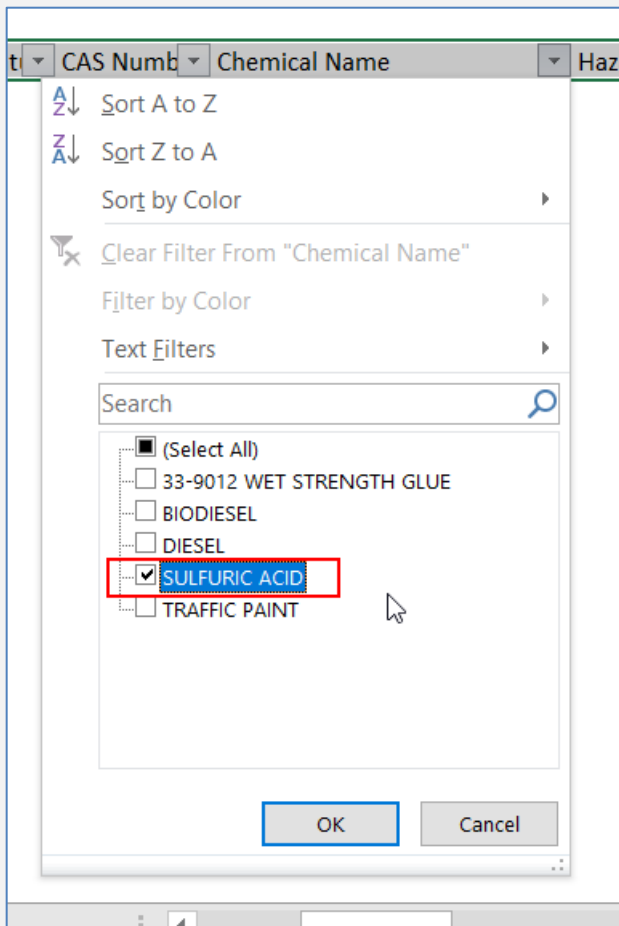 CAS Numb Chemical Name Haz
Sort A to Z
Sort Z to A
Sort by Color
Clear Filter From "Chemical Name"
Filter by Color
Text Filters
Search
(Select All)
33-9012 WET STRENGTH GLUE
BIODIESEL
DIESEL
SULFURIC ACID
TRAFFIC PAINT
OK Cancel